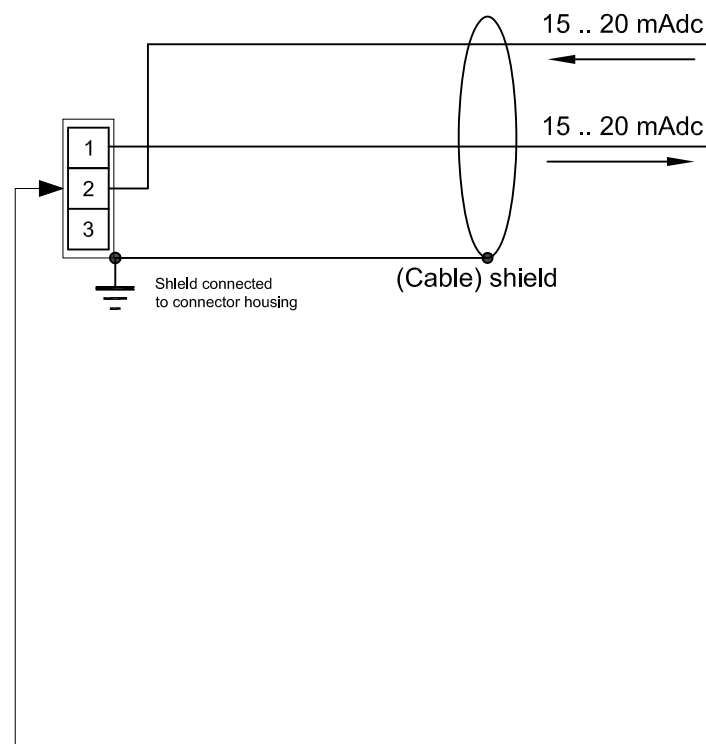 15 .. 20 mAdc
15 .. 20 mAdc
1
2
3
(Cable) shield
Shield connected
to connector housing